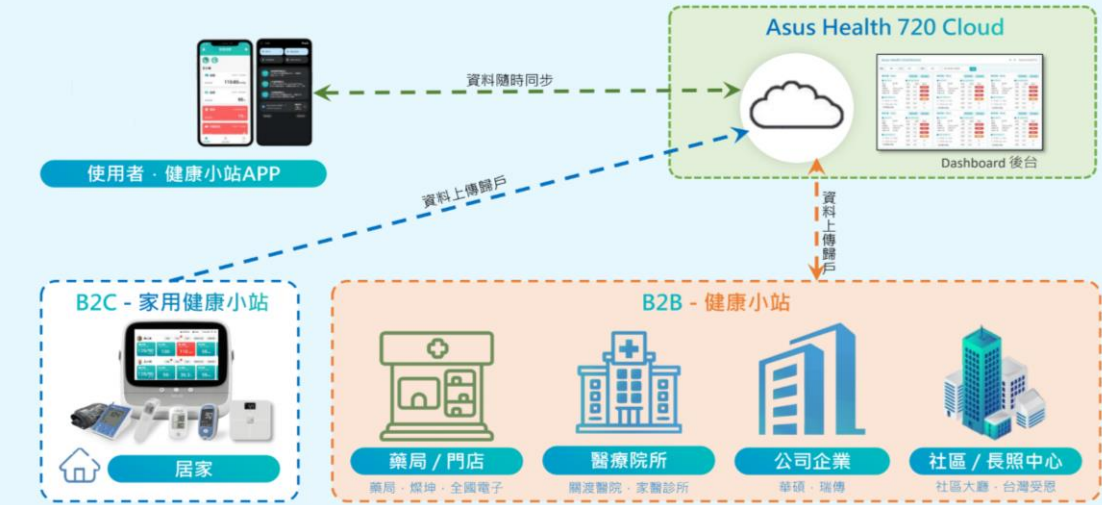 Asus Health 720 Cloud
資料隨時同步
Dashboard 後台
使用者‧健康小站APP
資料上傳歸戶
資料上傳歸戶
B2C - 家用健康小站
居家
B2B - 健康小站
藥局 / 門店
醫療院所
公司企業
社區 / 長照中心
藥局‧燦坤‧全國電子
關渡醫院‧家醫診所
華碩‧瑞傳
社區大廳‧台灣受恩